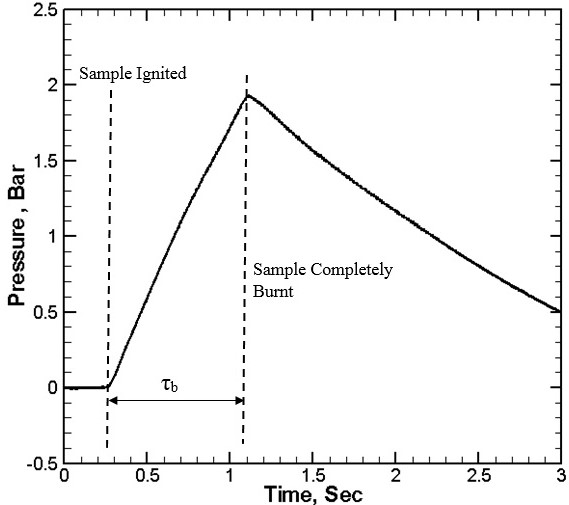 2.5
Sample Ignited
2
1.5
1
Sample Completely
Burnt
0.5
τb
0
-0.5
0 0.5 1 1.5 2 2.5 3
Time, Sec
Pressure , Bar